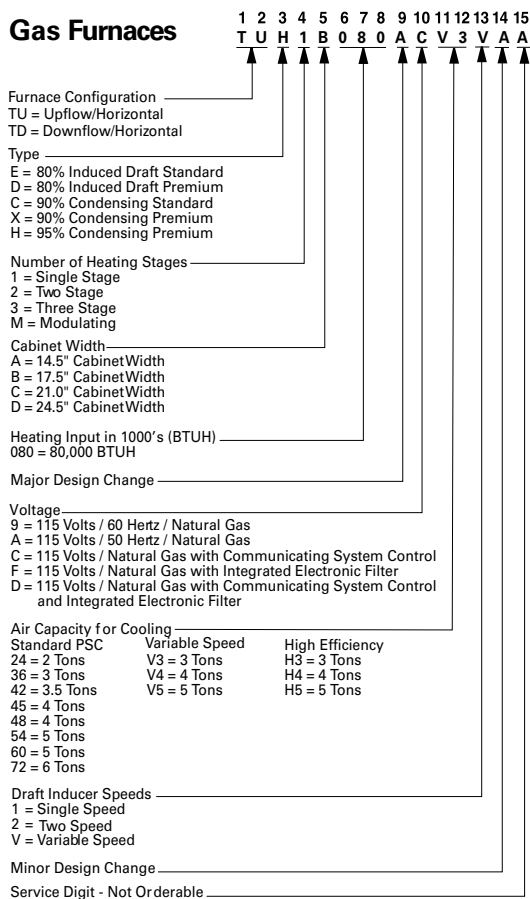 Gas Furnaces
1 2 3 4 5 6 7 8 9 10 11 12 13 14 15
T U H 1 B 0 8 0 A C V 3 V A A
Furnace Configuration
TU = Upflow/Horizontal
TD = Downflow/Horizontal
Type
E = 80% Induced Draft Standard
D = 80% Induced Draft Premium
C = 90% Condensing Standard
X = 90% Condensing Premium
H = 95% Condensing Premium
Number of Heating Stages
1 = Single Stage
2 = Two Stage
3 = Three Stage
M = Modulating
Cabinet Width
A = 14.5" Cabinet Width
B = 17.5" Cabinet Width
C = 21.0" Cabinet Width
D = 24.5" Cabinet Width
Heating Input in 1000's (BTUH)
080 = 80,000 BTUH
Major Design Change
Voltage
9 = 115 Volts / 60 Hertz / Natural Gas
A = 115 Volts / 50 Hertz / Natural Gas
C = 115 Volts / Natural Gas with Communicating System Control
F = 115 Volts / Natural Gas with Integrated Electronic Filter
D = 115 Volts / Natural Gas with Communicating System Control
and Integrated Electronic Filter
Air Capacity for Cooling
Standard PSC Variable Speed High Efficiency
24 = 2 Tons V3 = 3 Tons H3 = 3 Tons
36 = 3 Tons V4 = 4 Tons H4 = 4 Tons
42 = 3.5 Tons V5 = 5 Tons H5 = 5 Tons
45 = 4 Tons
48 = 4 Tons
54 = 5 Tons
60 = 5 Tons
72 = 6 Tons
Draft Inducer Speeds
1 = Single Speed
2 = Two Speed
V = Variable Speed
Minor Design Change
Service Digit - Not Orderable